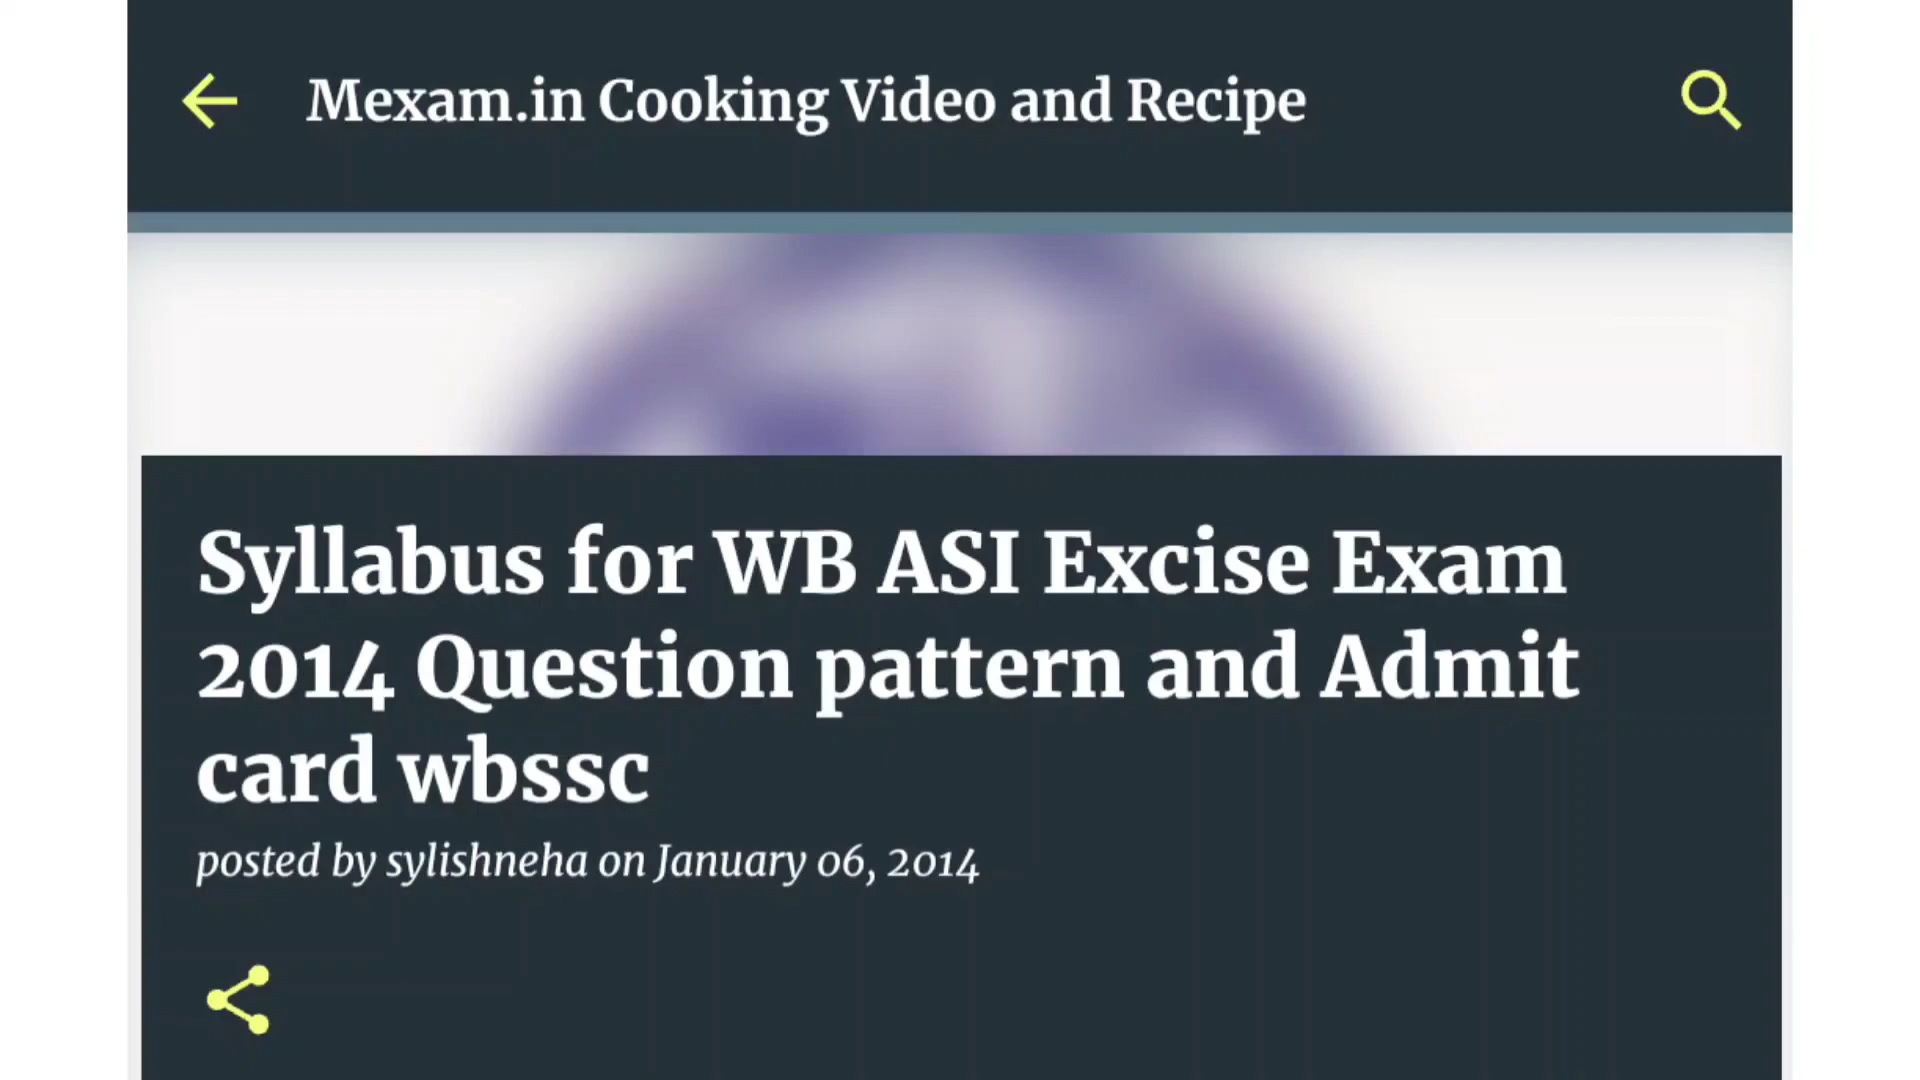 Mexam.in Cooking Video and Recipe
Syllabus for WB ASI Excise Exam
2014 Question pattern and Admit
card wbssc
posted by sylishneha on January 06, 2014